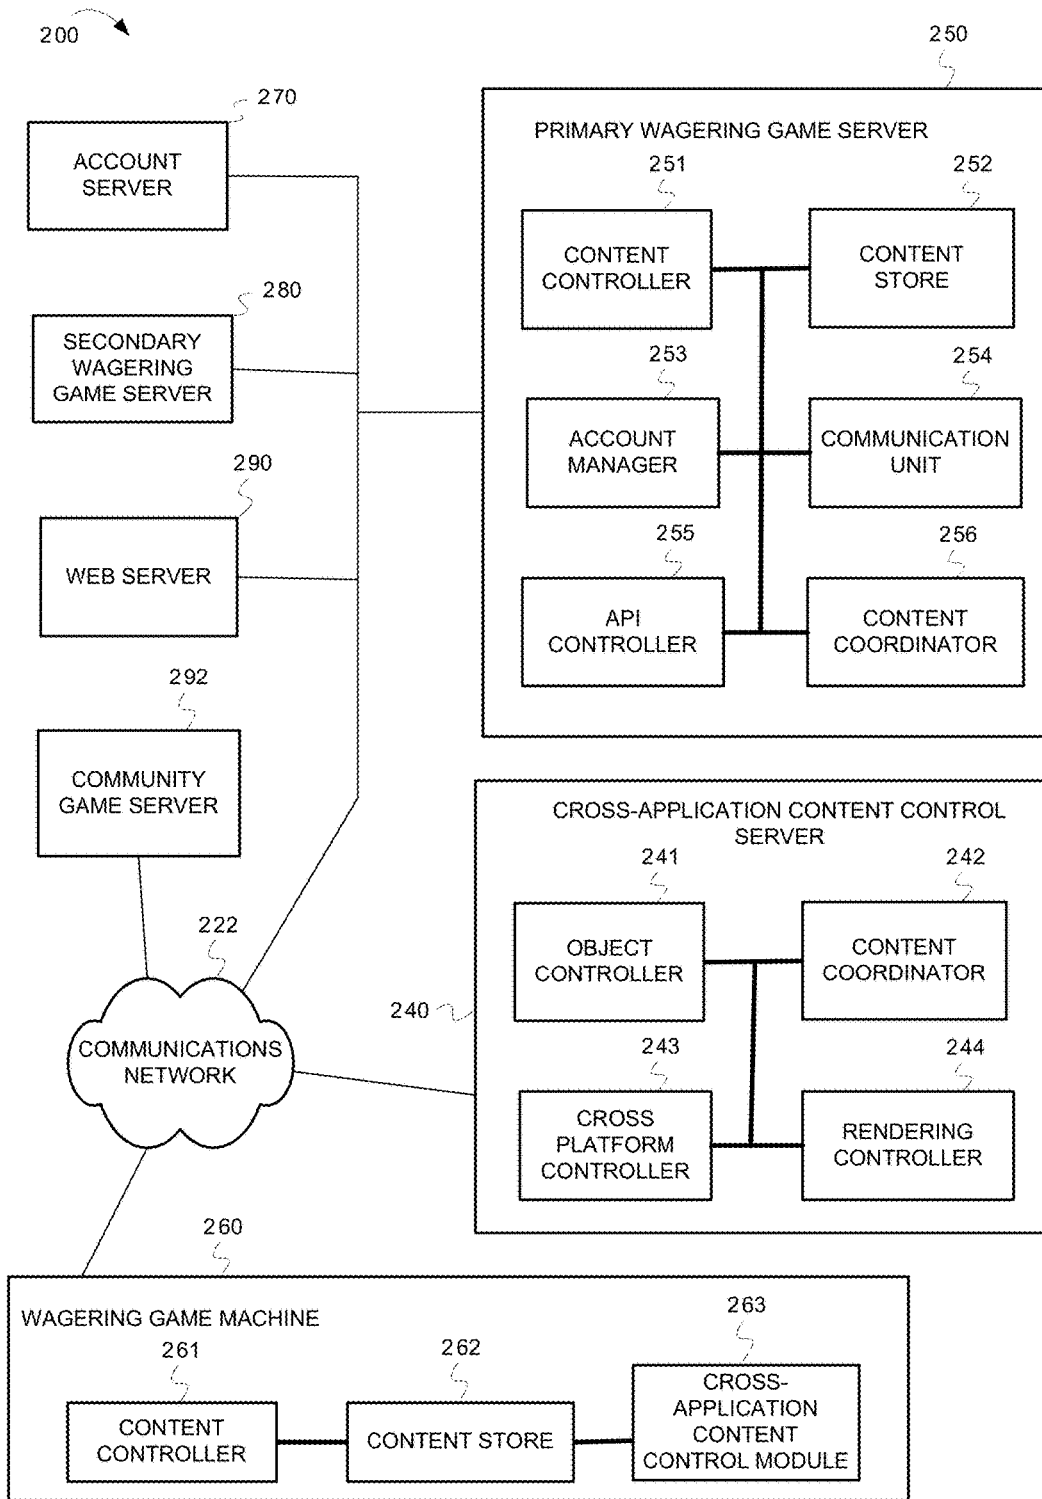 200
270
ACCOUNT
SERVER
280
SECONDARY
WAGERING
GAME SERVER
290
WEB SERVER
292
COMMUNITY
GAME SERVER
222
COMMUNICATIONS
NETWORK
250
PRIMARY WAGERING GAME SERVER
251
CONTENT
CONTROLLER
252
CONTENT
STORE
253
ACCOUNT
MANAGER
254
COMMUNICATION
UNIT
255
API
CONTROLLER
256
CONTENT
COORDINATOR
CROSS-APPLICATION CONTENT CONTROL
SERVER
240
241
OBJECT
CONTROLLER
242
CONTENT
COORDINATOR
243
CROSS
PLATFORM
CONTROLLER
244
RENDERING
CONTROLLER
260
WAGERING GAME MACHINE
261
CONTENT
CONTROLLER
262
CONTENT STORE
263
CROSS-
APPLICATION
CONTENT
CONTROL MODULE